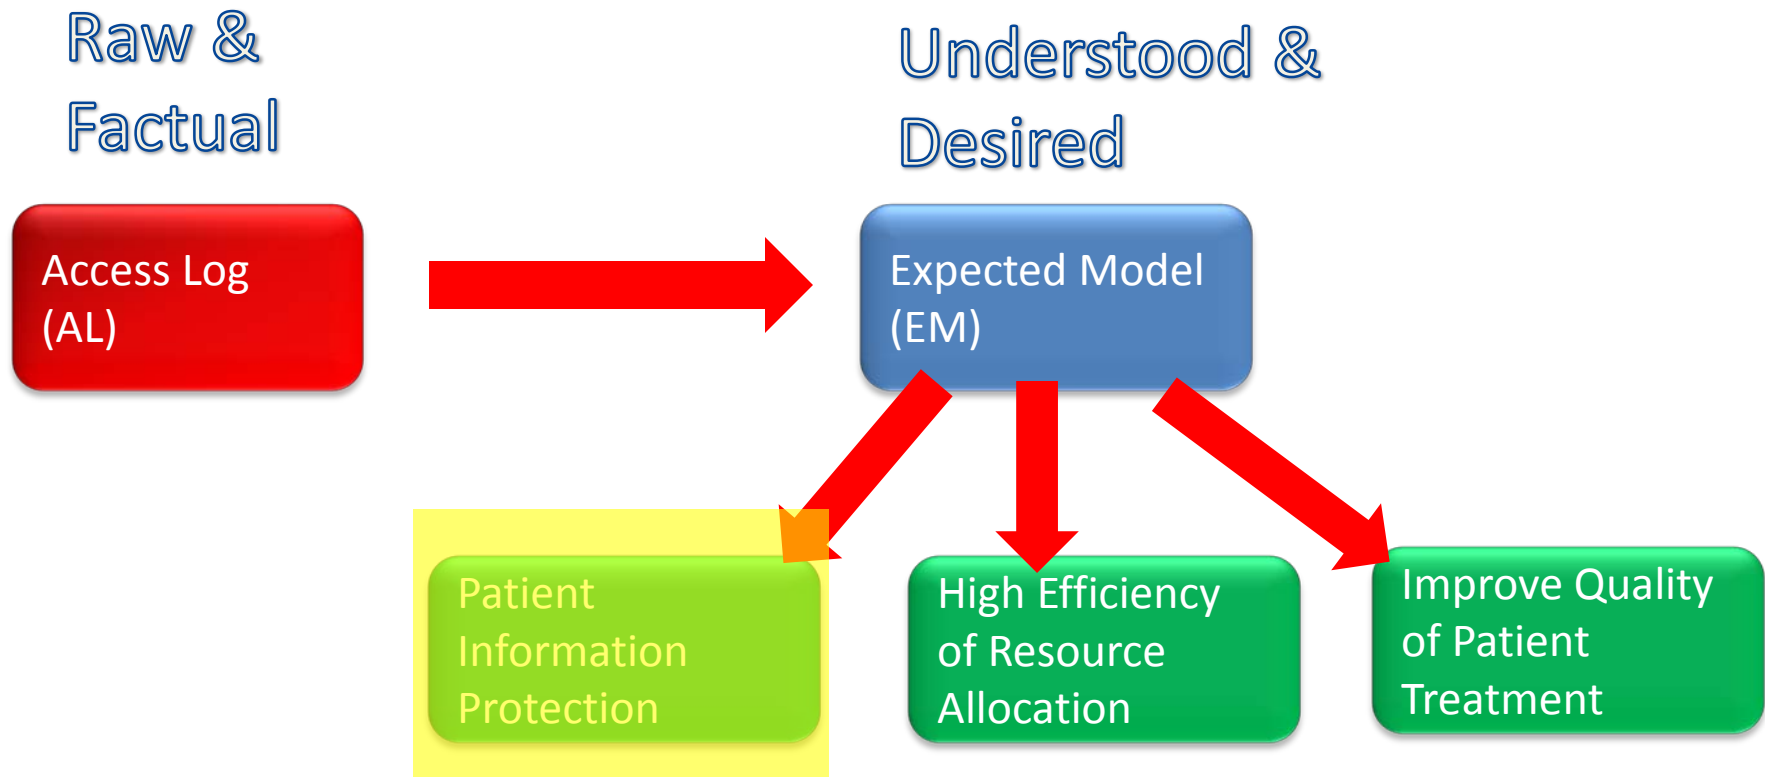 Raw &
Factual
Understood &
Desired
Access Log
(AL)
Expected Model
(EM)
Patient
Information
Protection
High Efficiency
of Resource
Allocation
Improve Quality
of Patient
Treatment